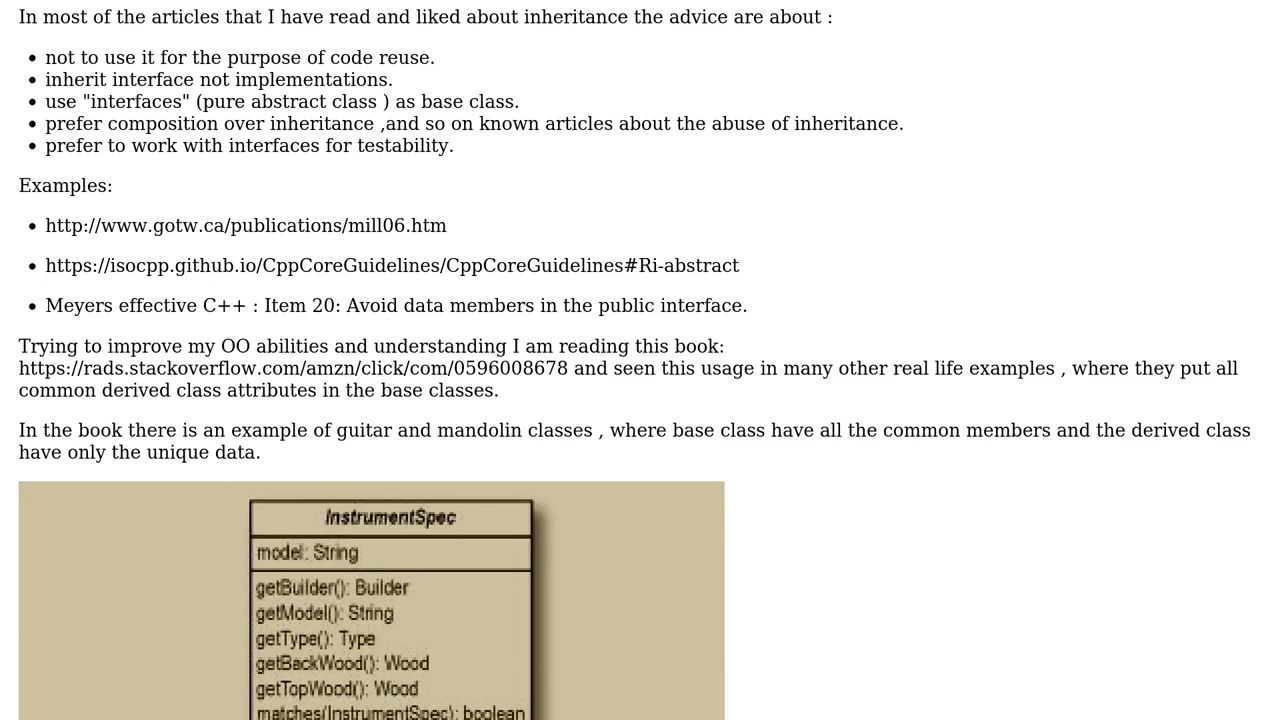 In most of the articles that I have read and liked about inheritance the advice are about :
not to use it for the purpose of code reuse.
inherit interface not implementations.
use "interfaces" (pure abstract class ) as base class.
prefer composition over inheritance ,and so on known articles about the abuse of inheritance.
prefer to work with interfaces for testability.
Examples:
http://www.gotw.ca/publications/mill06.htm
https://isocpp.github.io/CppCoreGuidelines/CppCoreGuidelines#Ri-abstract
Meyers effective C++ : Item 20: Avoid data members in the public interface.
Trying to improve my OO abilities and understanding I am reading this book:
https://rads.stackoverflow.com/amzn/click/com/0596008678 and seen this usage in many other real life examples , where they put all
common derived class attributes in the base classes.
In the book there is an example of guitar and mandolin classes , where base class have all the common members and the derived class
have only the unique data.
InstrumentSpec
model: String
getBuilder(): Builder
getModel(): String
getType(): Type
getBackWood(): Wood
getTopWood(): Wood
matches(InstrumentSpec): boolean